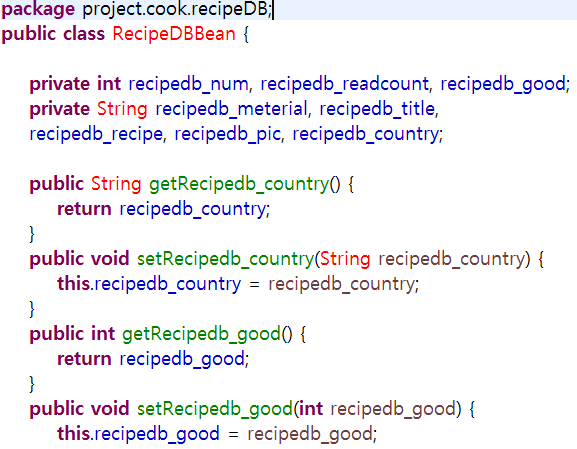 package project.cook.recipeDB;
public class RecipeDBBean {
private int recipedb_num, recipedb_readcount, recipedb_good;
private String recipedb_meterial, recipedb_title,
recipedb_recipe, recipedb_pic, recipedb_country;
public String getRecipedb_country() {
return recipedb_country;
}
public void setRecipedb_country(String recipedb_country) {
this.recipedb_country = recipedb_country;
}
public int getRecipedb_good() {
return recipedb_good;
}
public void setRecipedb_good(int recipedb_good) {
this.recipedb_good = recipedb_good;